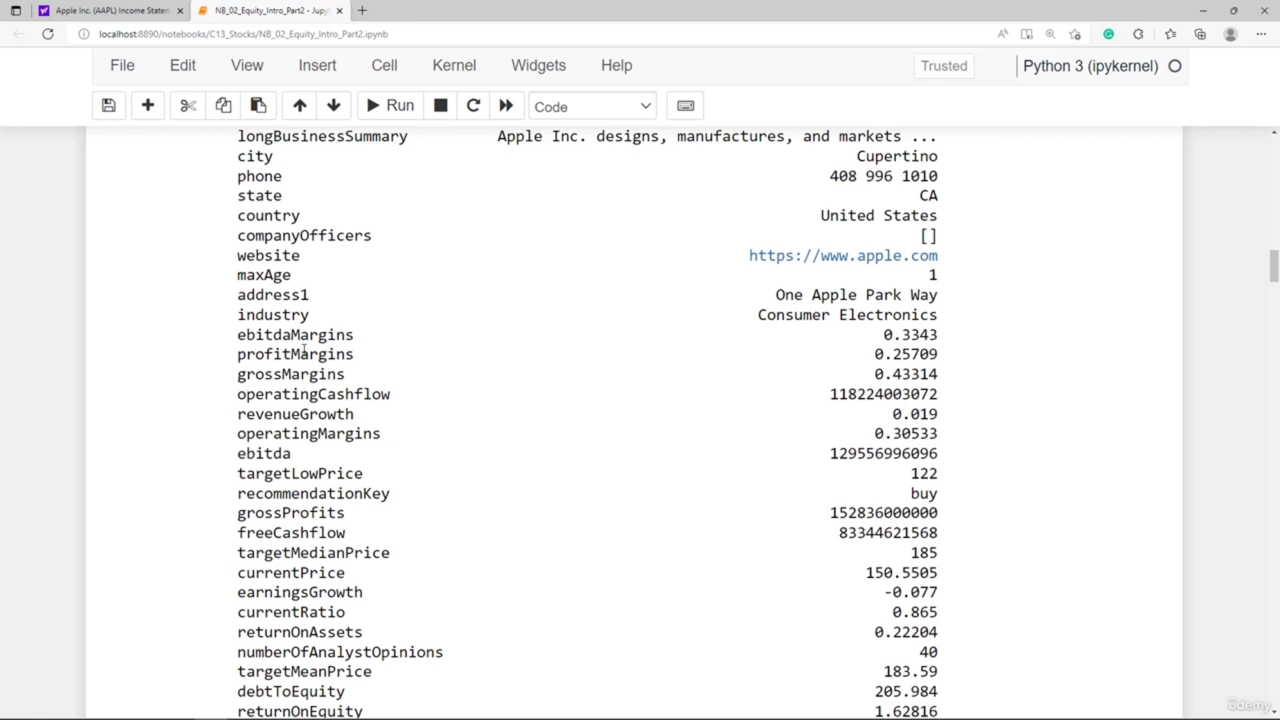 Apple Inc. (AAPL) Income Statem
NB_02_Equity_Intro_Part2 - Jupyt
localhost:8890/notebooks/C13_Stocks/NB_02_Equity_Intro_Part2.ipynb
File Edit View Insert Cell Kernel Widgets Help Trusted Python 3 (ipykernel)
Run Code
longBusinessSummary Apple Inc. designs, manufactures, and markets ...
city Cupertino
phone 408 996 1010
state CA
country United States
companyOfficers []
website https://www.apple.com
maxAge 1
address1 One Apple Park Way
industry Consumer Electronics
ebitdaMargins 0.3343
profitMargins 0.25709
grossMargins 0.43314
operatingCashflow 118224003072
revenueGrowth 0.019
operatingMargins 0.30533
ebitda 129556996096
targetLowPrice 122
recommendationKey buy
grossProfits 152836000000
freeCashflow 83344621568
targetMedianPrice 185
currentPrice 150.5505
earningsGrowth -0.077
currentRatio 0.865
returnOnAssets 0.22204
numberOfAnalystOpinions 40
targetMeanPrice 183.59
debtToEquity 205.984
returnOnEquity 1.62816
ûdemy